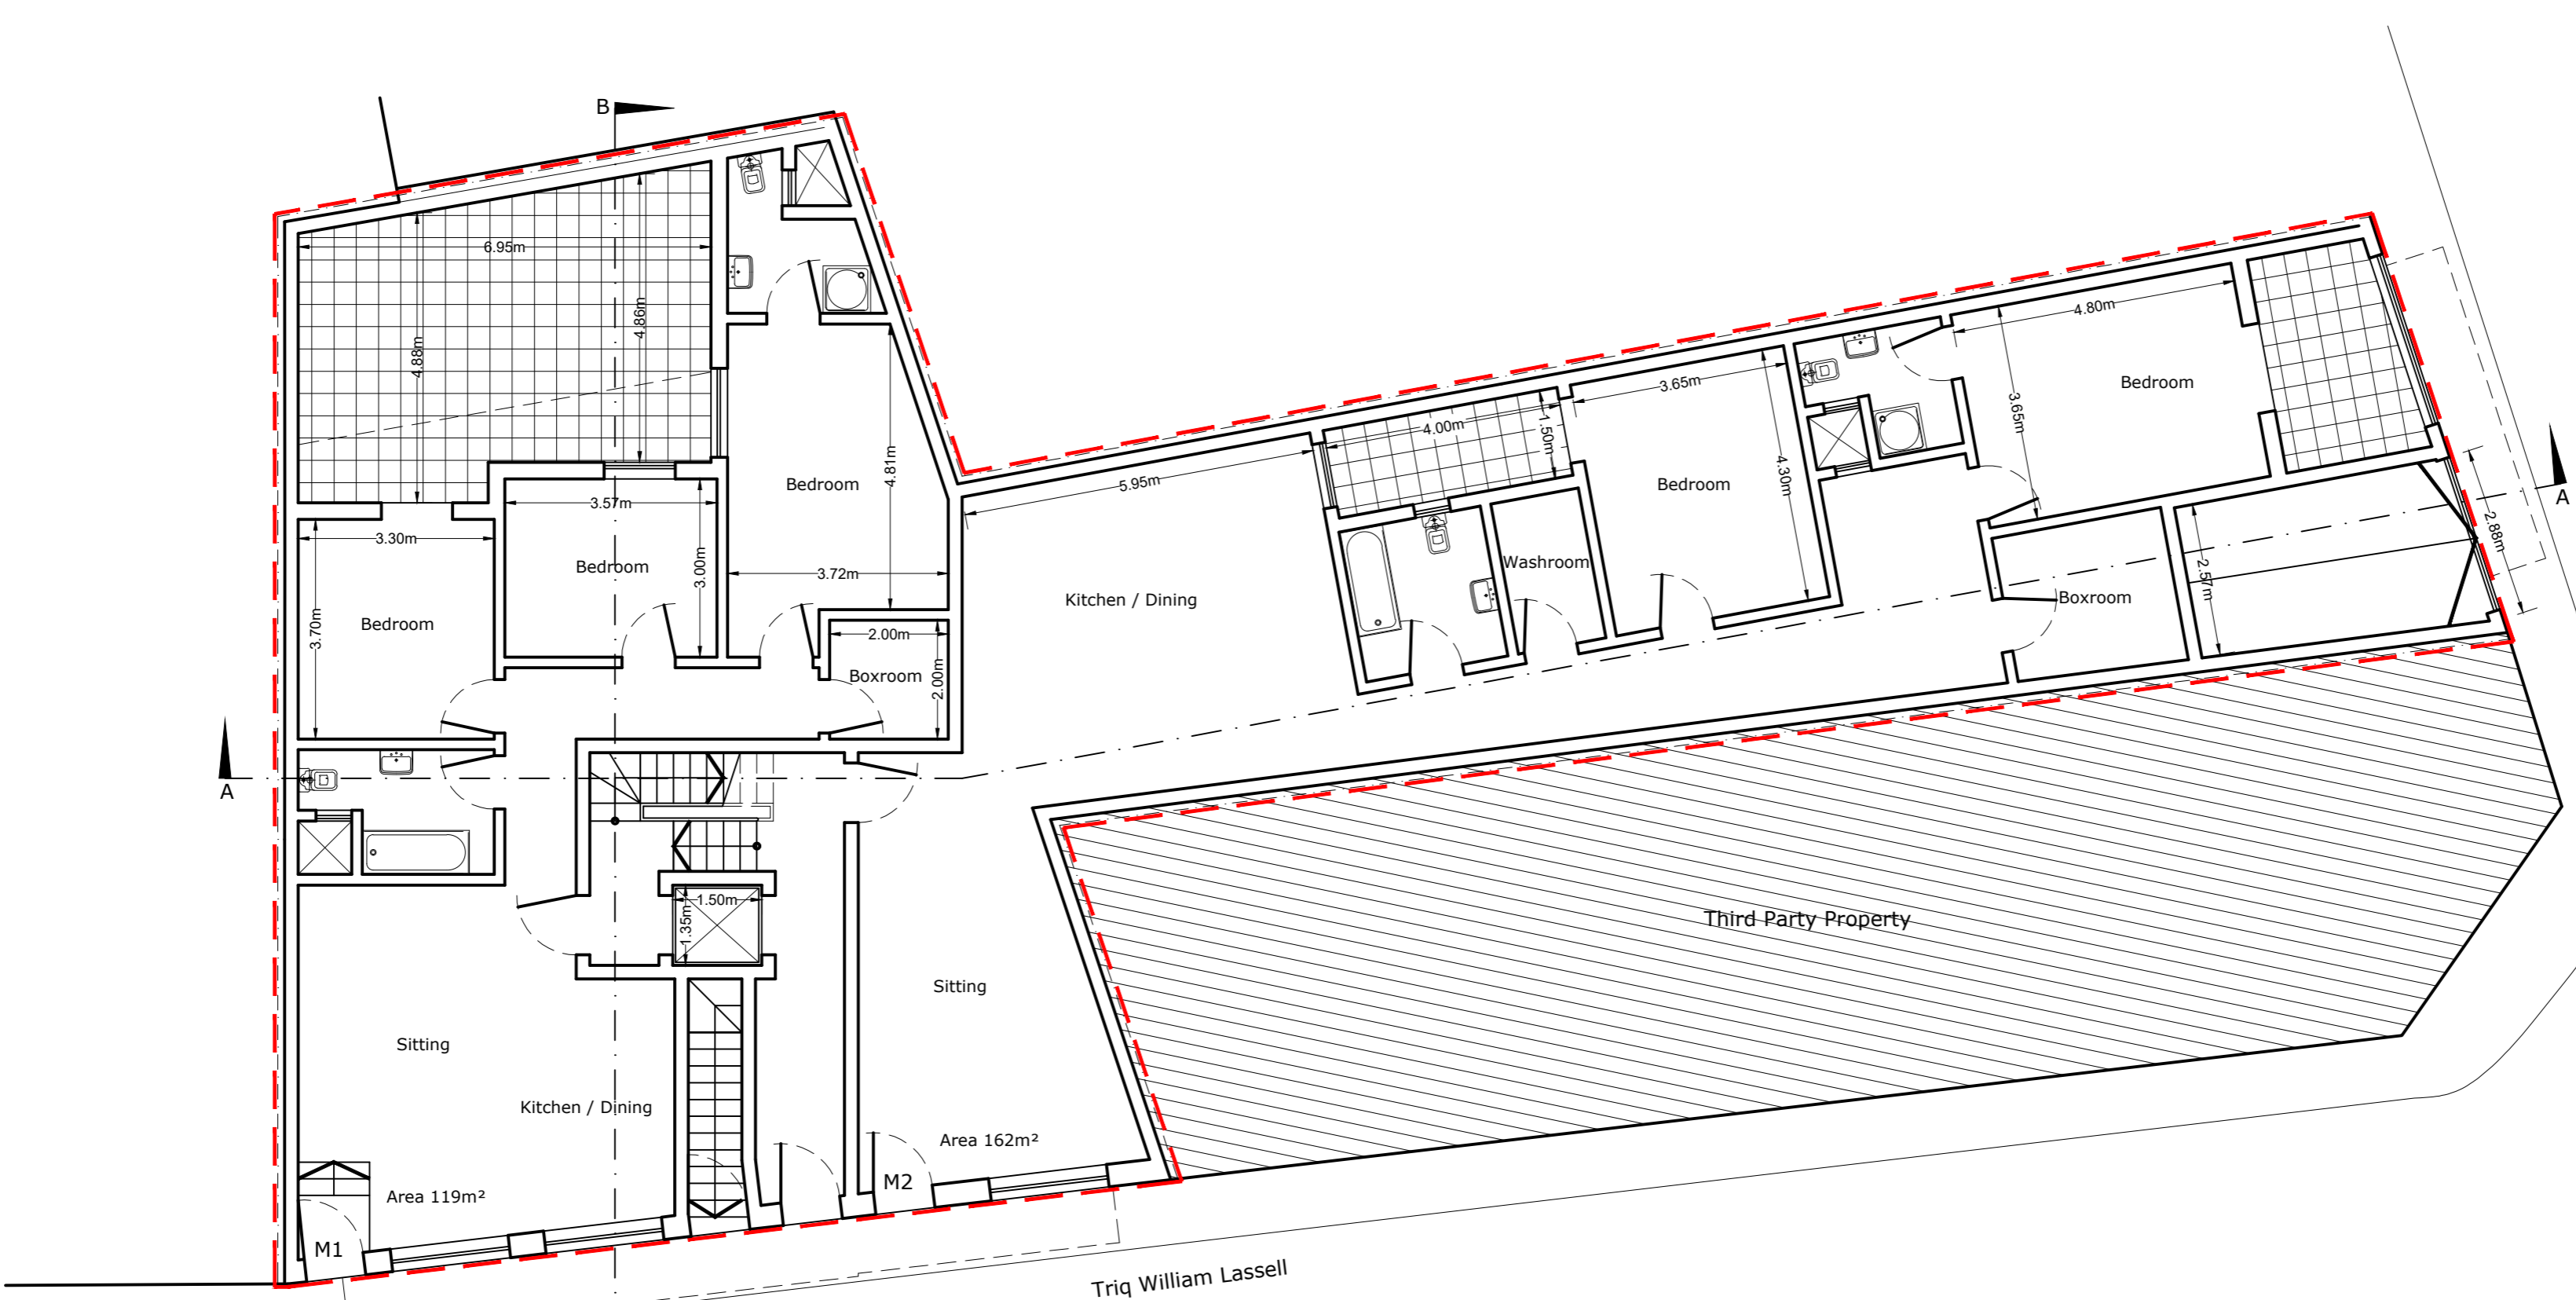 B
6.95m
4.86m
4.88m
4.80m
Bedroom
3.65m
3.65m
4.00m
1.50m
4.30m
Bedroom
4.81m
Bedroom
5.95m
3.57m
3.30m
Bedroom
3.00m
3.72m
Kitchen / Dining
Washroom
2.57m
2.88m
A
Boxroom
3.70m
Bedroom
2.00m
Boxroom
2.00m
A
1.50m
1.35m
Third Party Property
Sitting
Sitting
Kitchen / Dining
Area 162m²
M2
Area 119m²
M1
Triq William Lassell